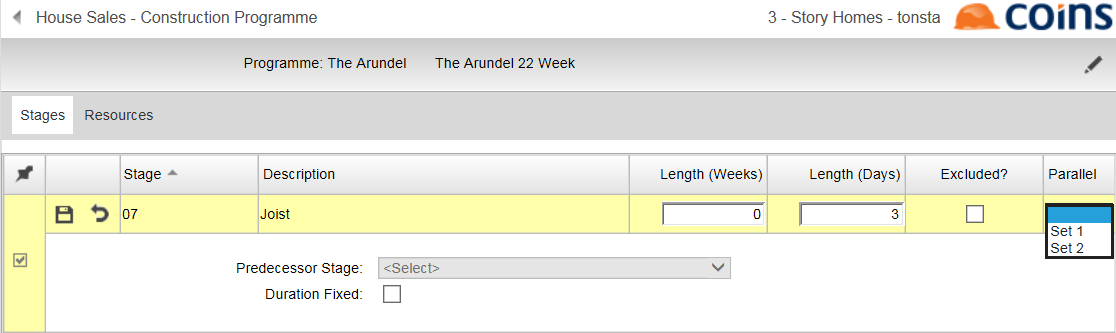 House Sales - Construction Programme 3 - Story Homes - tonsta coins
Programme: The Arundel The Arundel 22 Week
Stages Resources
Stage Description Length (Weeks) Length (Days) Excluded? Parallel
07 Joist 0 3
Set 1
Set 2
Predecessor Stage: <Select>
Duration Fixed: